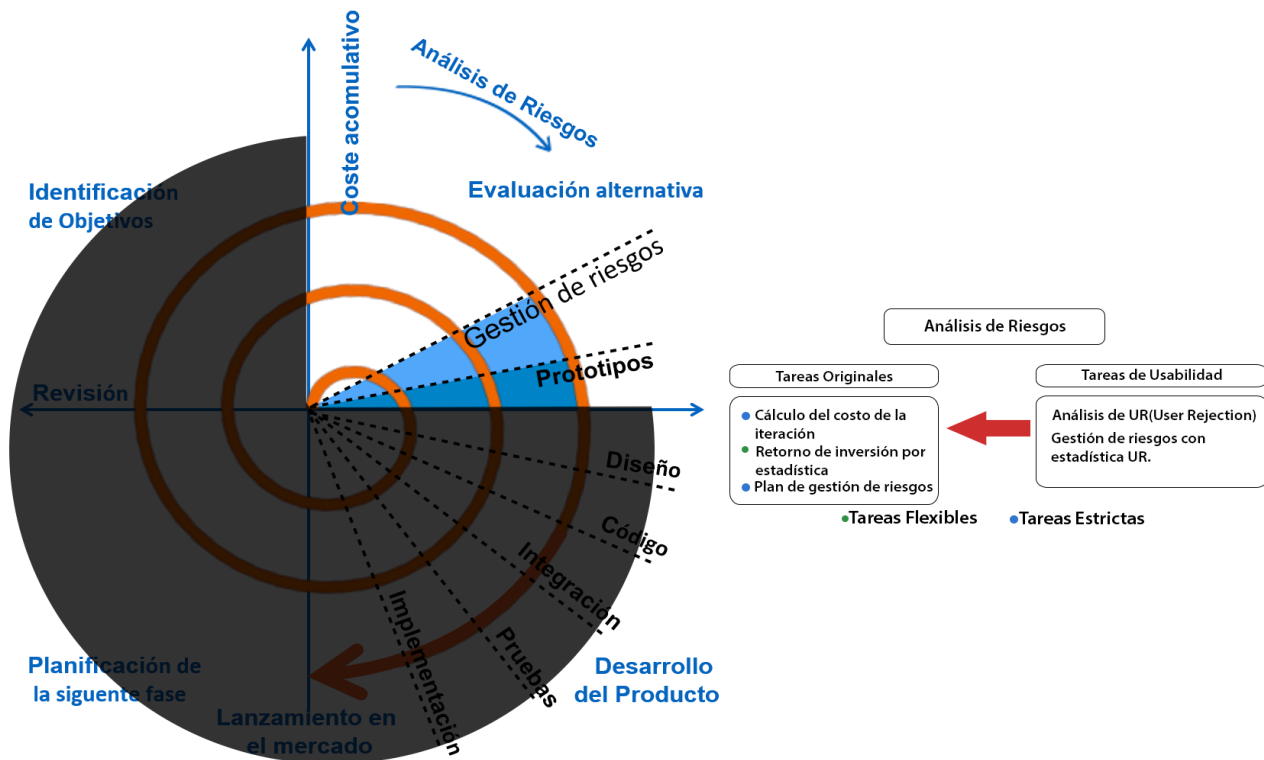 Coste acomulativo
Análisis de Riesgos
Identificación
de Objetivos
Evaluación alternativa
Gestión de riesgos
Prototipos
Revisión
Diseño
Código
Integración
Pruebas
Implementación
Planificación de
la siguente fase
Lanzamiento en
el mercado
Desarrollo
del Producto
Análisis de Riesgos
Tareas Originales
Cálculo del costo de la
iteración
Retorno de inversión por
estadística
Plan de gestión de riesgos
Tareas de Usabilidad
Análisis de UR(User Rejection)
Gestión de riesgos con
estadística UR.
Tareas Flexibles
Tareas Estrictas